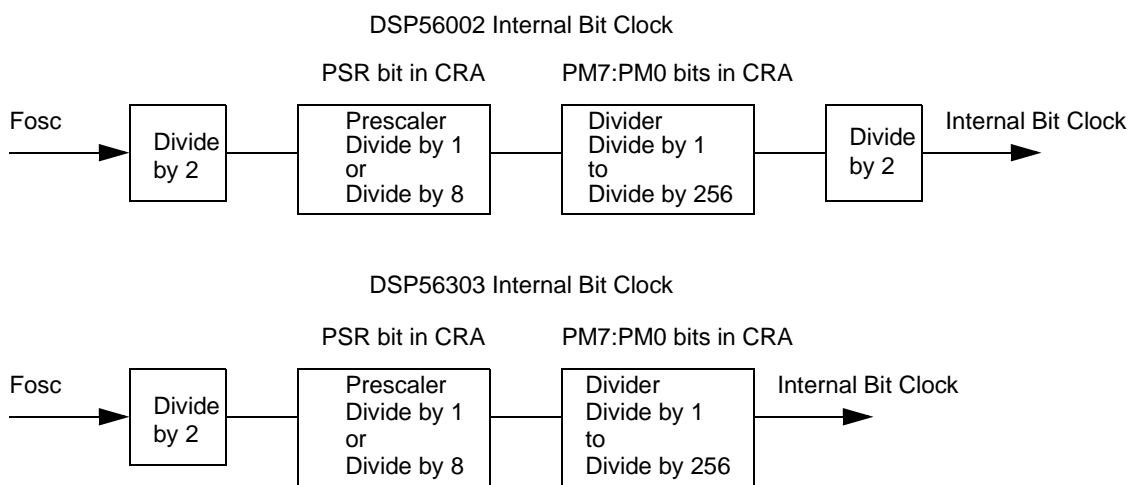 DSP56002 Internal Bit Clock
PSR bit in CRA
PM7:PM0 bits in CRA
Fosc
Divide
by 2
Prescaler
Divide by 1
or
Divide by 8
Divider
Divide by 1
to
Divide by 256
Divide
by 2
Internal Bit Clock
DSP56303 Internal Bit Clock
PSR bit in CRA
PM7:PM0 bits in CRA
Fosc
Divide
by 2
Prescaler
Divide by 1
or
Divide by 8
Divider
Divide by 1
to
Divide by 256
Internal Bit Clock